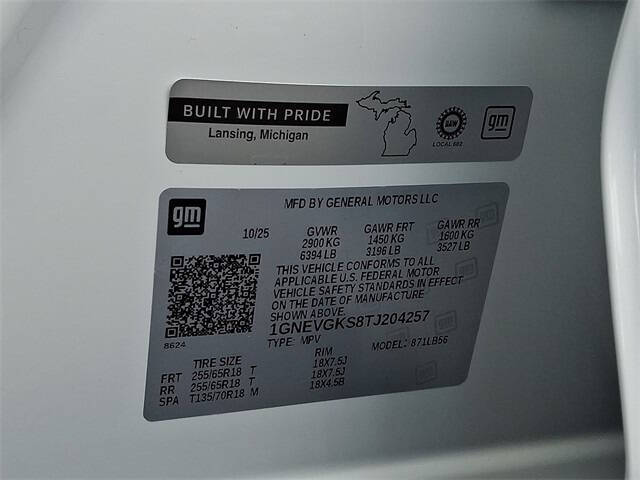 BUILT WITH PRIDE
Lansing, Michigan
UAW
LOCAL 602
gm
gm
MFD BY GENERAL MOTORS LLC
10/25 GVWR GAWR FRT GAWR RR
2900 KG 1450 KG 1600 KG
6394 LB 3196 LB 3527 LB
THIS VEHICLE CONFORMS TO ALL
APPLICABLE U.S. FEDERAL MOTOR
VEHICLE SAFETY STANDARDS IN EFFECT
ON THE DATE OF MANUFACTURE
SHOWN ABOVE.
1GNEVGKS8TJ204257
8624
TYPE: MPV MODEL: 871LB56
TIRE SIZE RIM
FRT 255/65R18 T 18X7.5J
RR 255/65R18 T 18X7.5J
SPA T135/70R18 M 18X4.5B